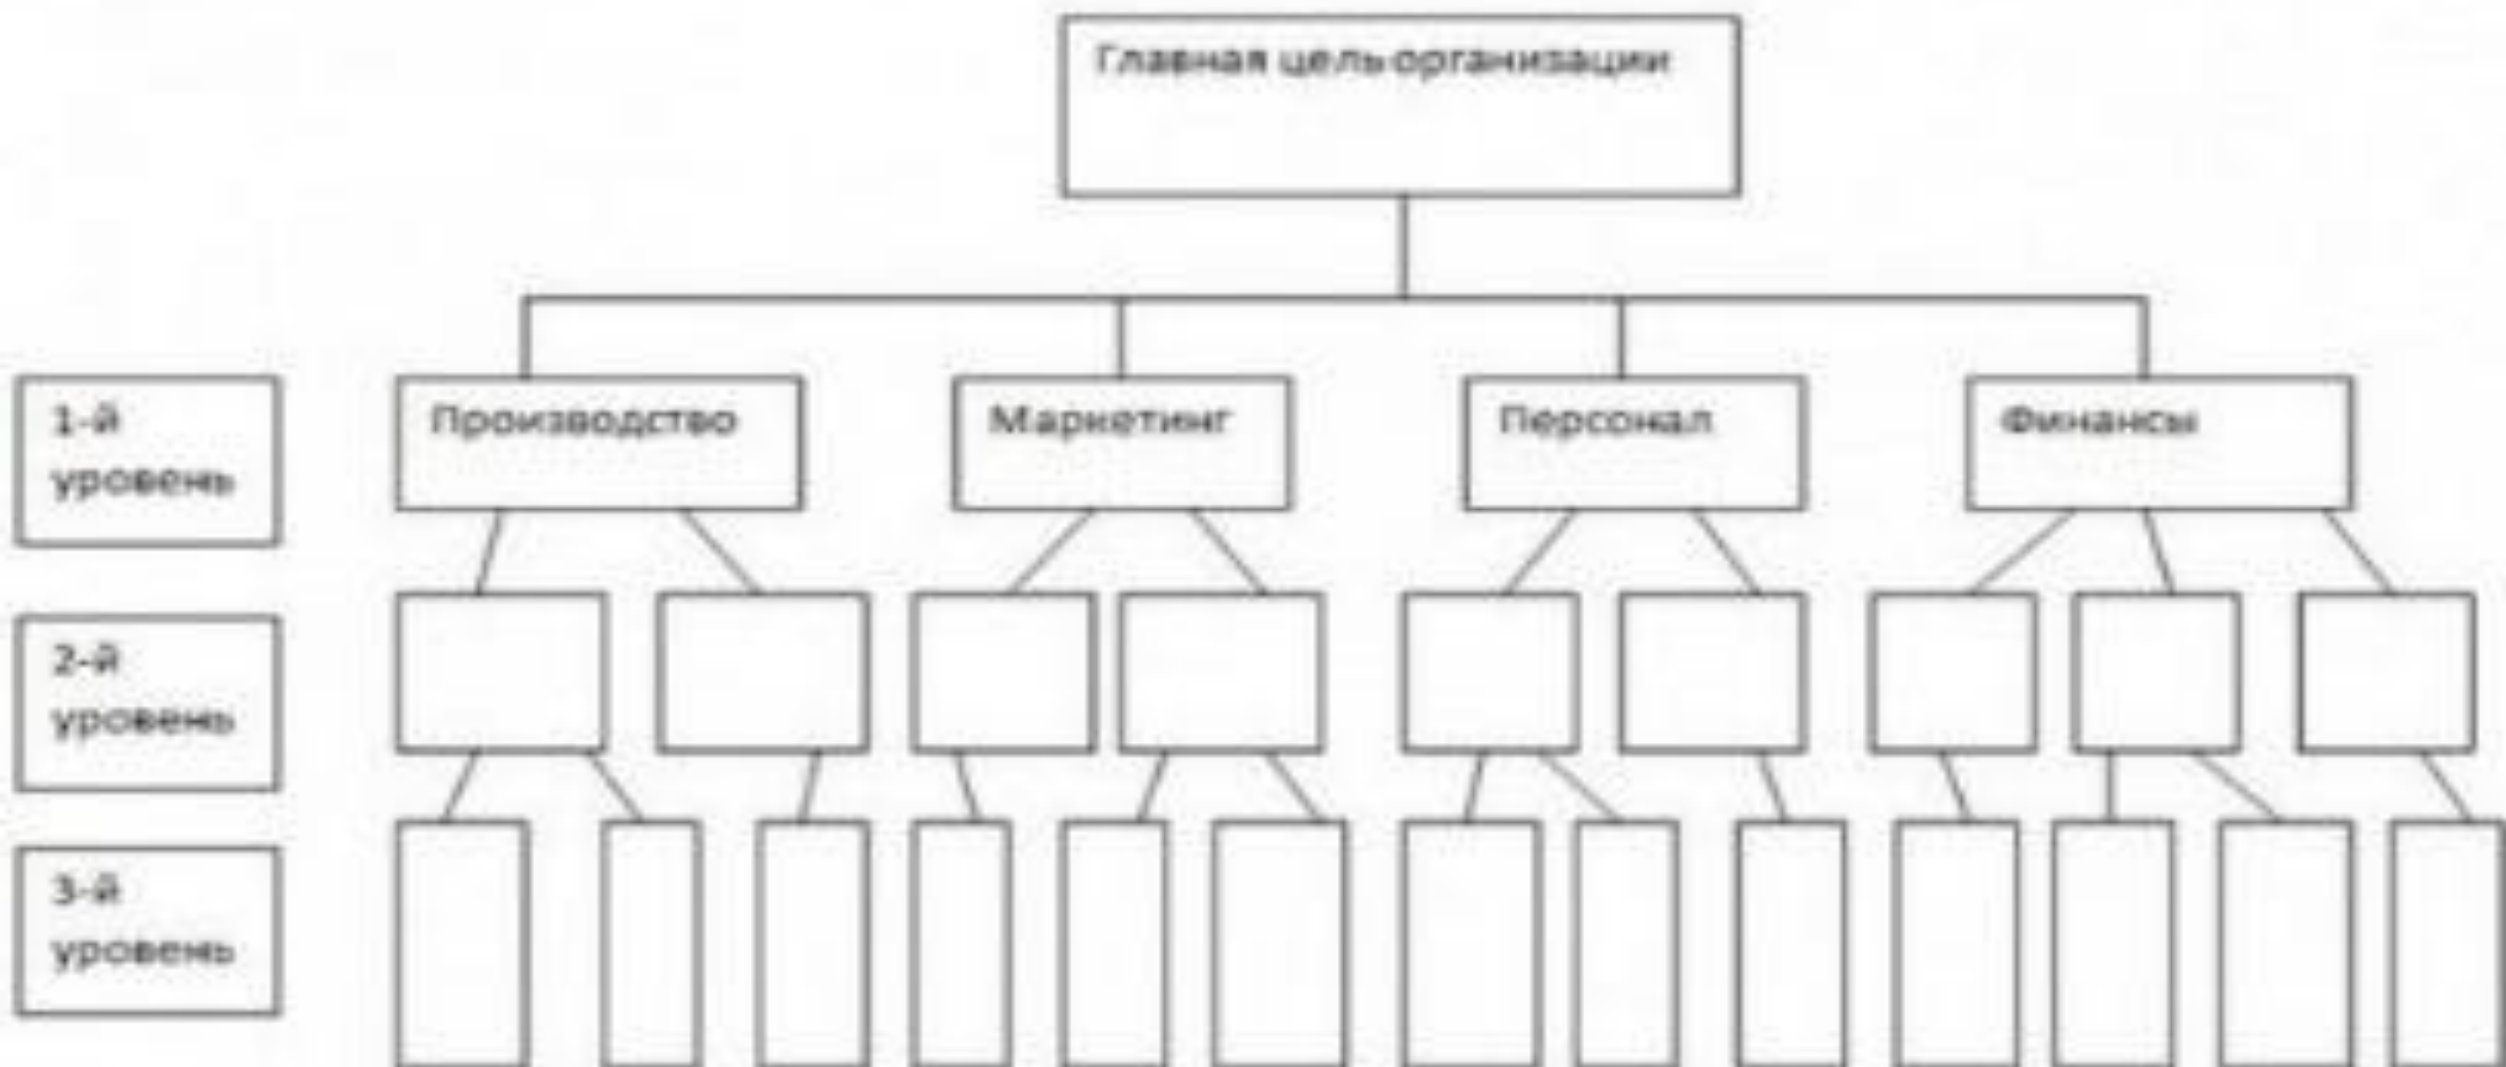 Главная цель организации
1-й
уровень
Производство
Маркетинг
Персонал
Финансы
2-й
уровень
3-й
уровень